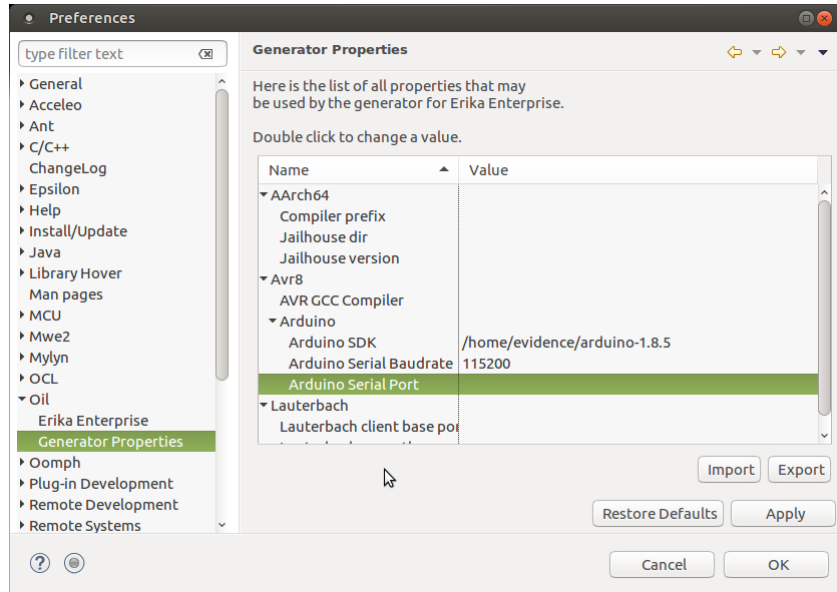 Preferences
type filter text
General
Acceleo
Ant
C/C++
ChangeLog
Epsilon
Help
Install/Update
Java
Library Hover
Man pages
MCU
Mwe2
Mylyn
OCL
Oil
Erika Enterprise
Generator Properties
Oomph
Plug-in Development
Remote Development
Remote Systems
Generator Properties
Here is the list of all properties that may
be used by the generator for Erika Enterprise.
Double click to change a value.
Name Value
AArch64
Compiler prefix
Jailhouse dir
Jailhouse version
Avr8
AVR GCC Compiler
Arduino
Arduino SDK /home/evidence/arduino-1.8.5
Arduino Serial Baudrate 115200
Arduino Serial Port
Lauterbach
Lauterbach client base por
Import Export
Restore Defaults Apply
Cancel OK